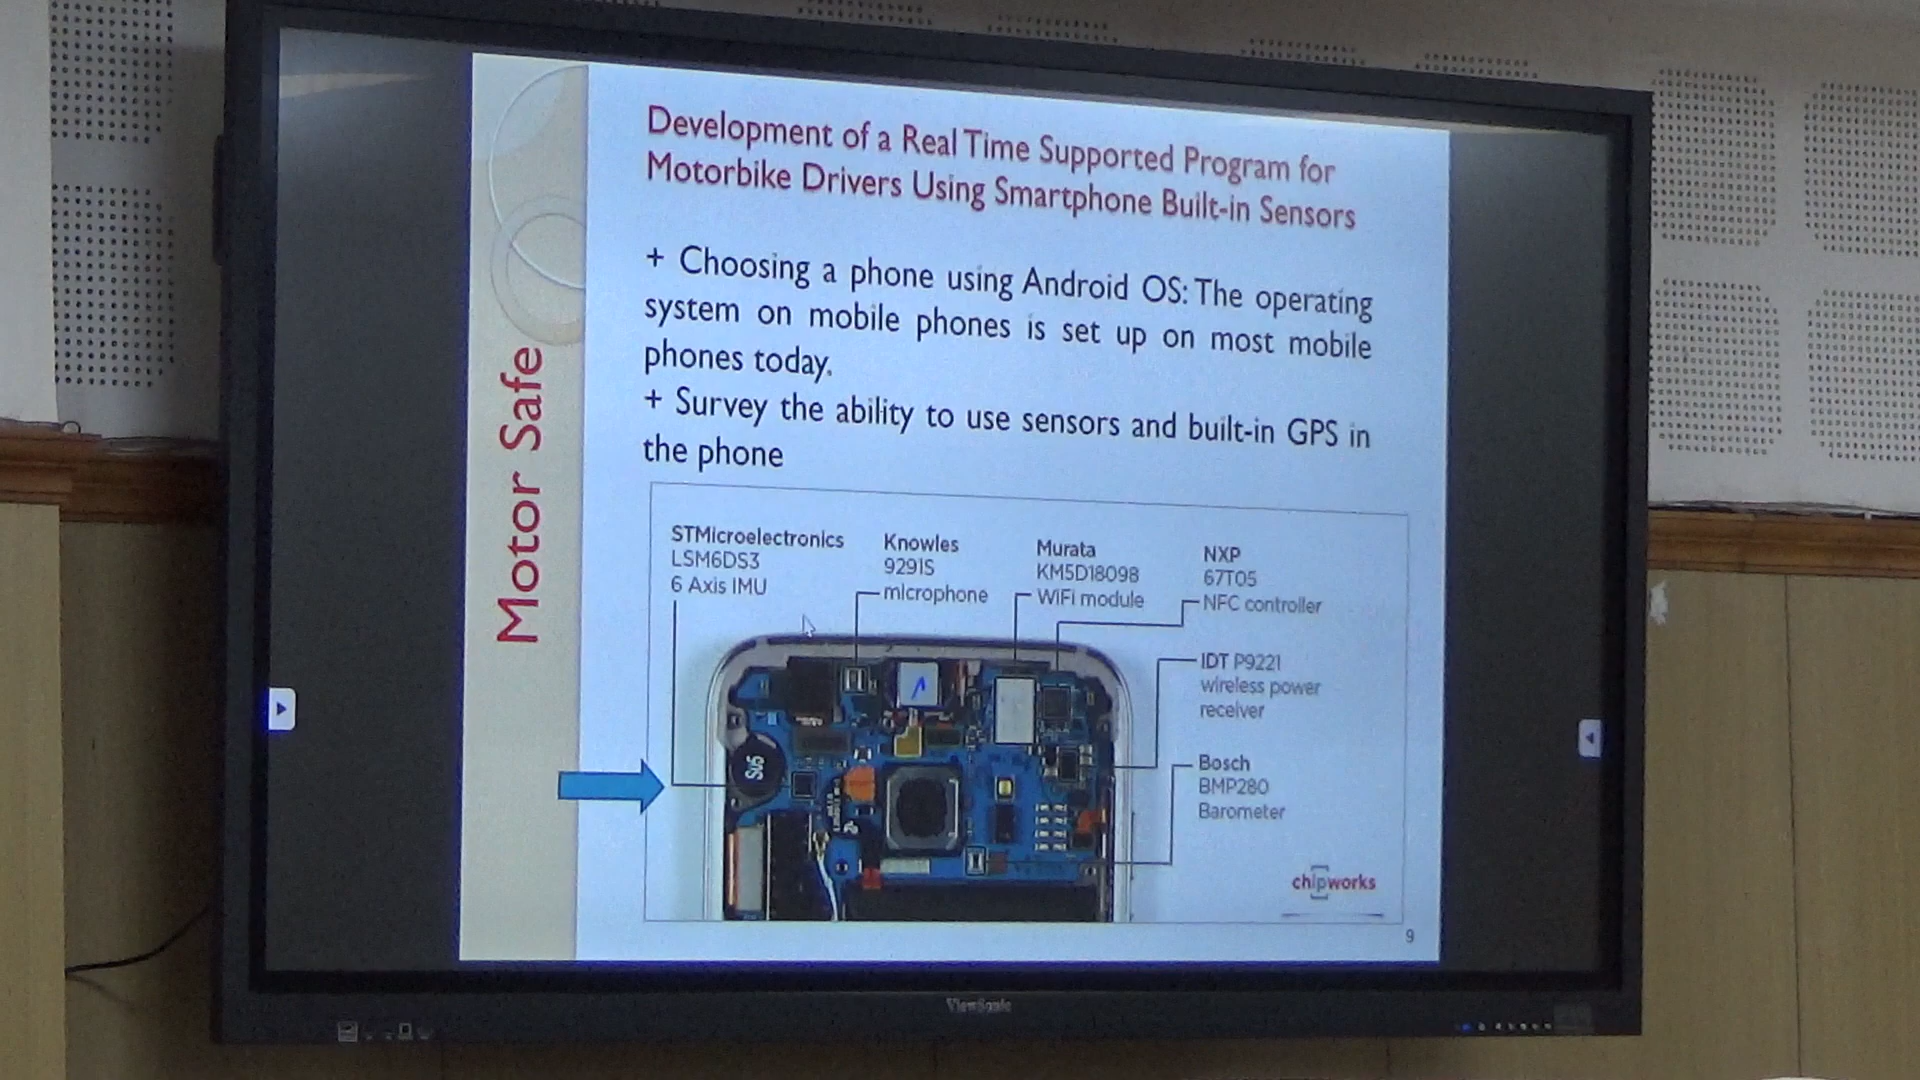 Development of a Real Time Supported Program for
Motorbike Drivers Using Smartphone Built-in Sensors
+ Choosing a phone using Android OS: The operating
system on mobile phones is set up on most mobile
phones today.
+ Survey the ability to use sensors and built-in GPS in
the phone
Motor Safe
STMicroelectronics
LSM6DS3
6 Axis IMU
Knowles
9291S
microphone
Murata
KM5D18098
WiFi module
NXP
67T05
NFC controller
IDT P9221
wireless power
receiver
Bosch
BMP280
Barometer
chipworks
9
ViewSonic